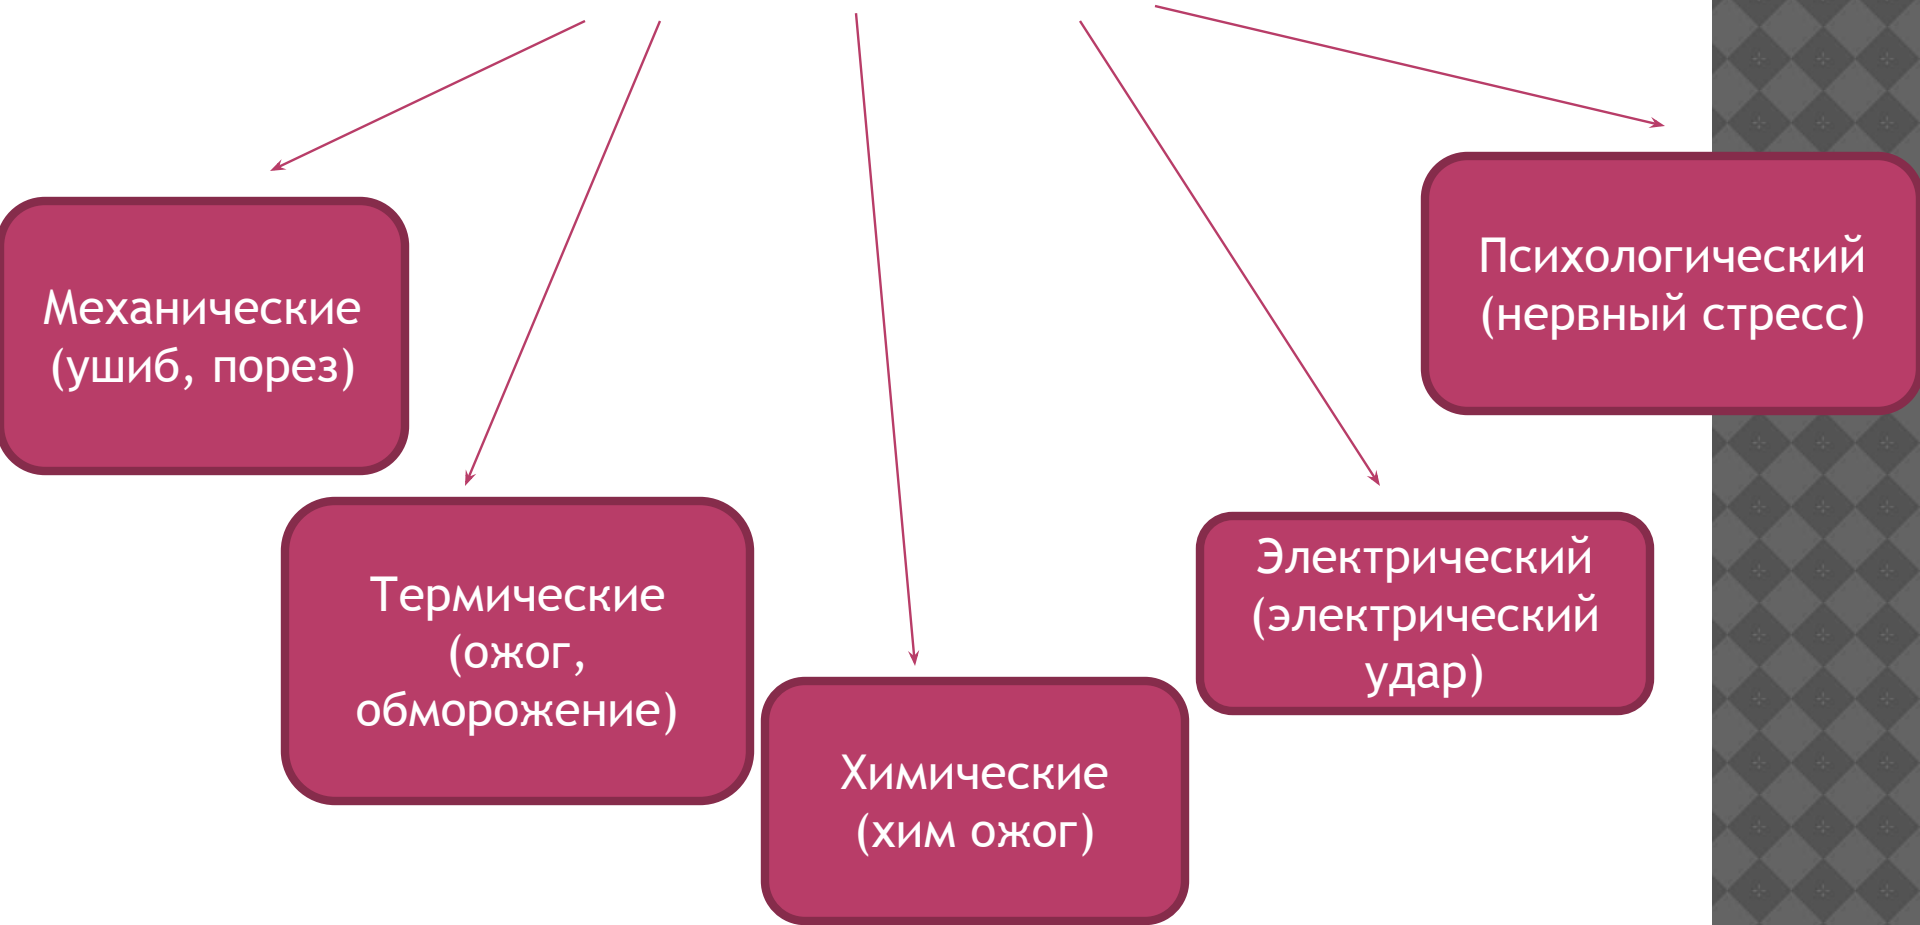 Механические
(ушиб, порез)
Термические
(ожог,
обморожение)
Химические
(хим ожог)
Электрический
(электрический
удар)
Психологический
(нервный стресс)